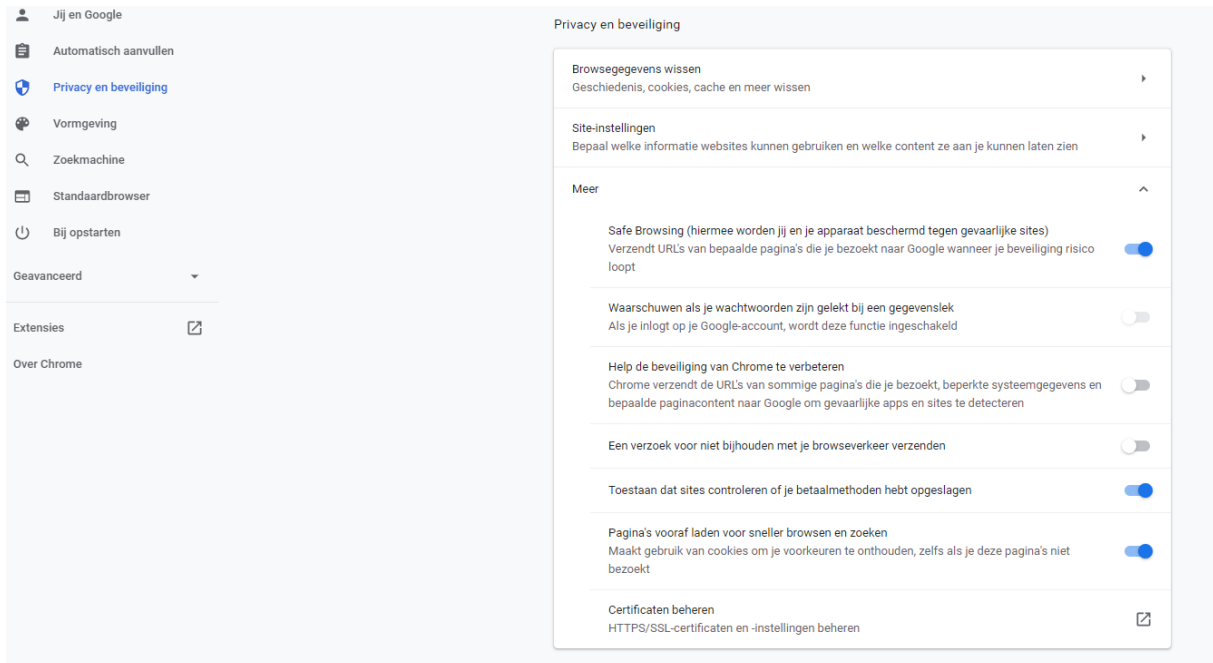 Jij en Google
Automatisch aanvullen
Privacy en beveiliging
Vormgeving
Zoekmachine
Standaardbrowser
Bij opstarten
Geavanceerd
Extensies
Over Chrome
Privacy en beveiliging
Browsegegevens wissen
Geschiedenis, cookies, cache en meer wissen
Site-instellingen
Bepaal welke informatie websites kunnen gebruiken en welke content ze aan je kunnen laten zien
Meer
Safe Browsing (hiermee worden jij en je apparaat beschermd tegen gevaarlijke sites)
Verzendt URL's van bepaalde pagina's die je bezoekt naar Google wanneer je beveiliging risico
loopt
Waarschuwen als je wachtwoorden zijn gelekt bij een gegevenslek
Als je inlogt op je Google-account, wordt deze functie ingeschakeld
Help de beveiliging van Chrome te verbeteren
Chrome verzendt de URL's van sommige pagina's die je bezoekt, beperkte systeemgegevens en
bepaalde paginacontent naar Google om gevaarlijke apps en sites te detecteren
Een verzoek voor niet bijhouden met je browseverkeer verzenden
Toestaan dat sites controleren of je betaalmethoden hebt opgeslagen
Pagina's vooraf laden voor sneller browsen en zoeken
Maakt gebruik van cookies om je voorkeuren te onthouden, zelfs als je deze pagina's niet
bezoekt
Certificaten beheren
HTTPS/SSL-certificaten en -instellingen beheren